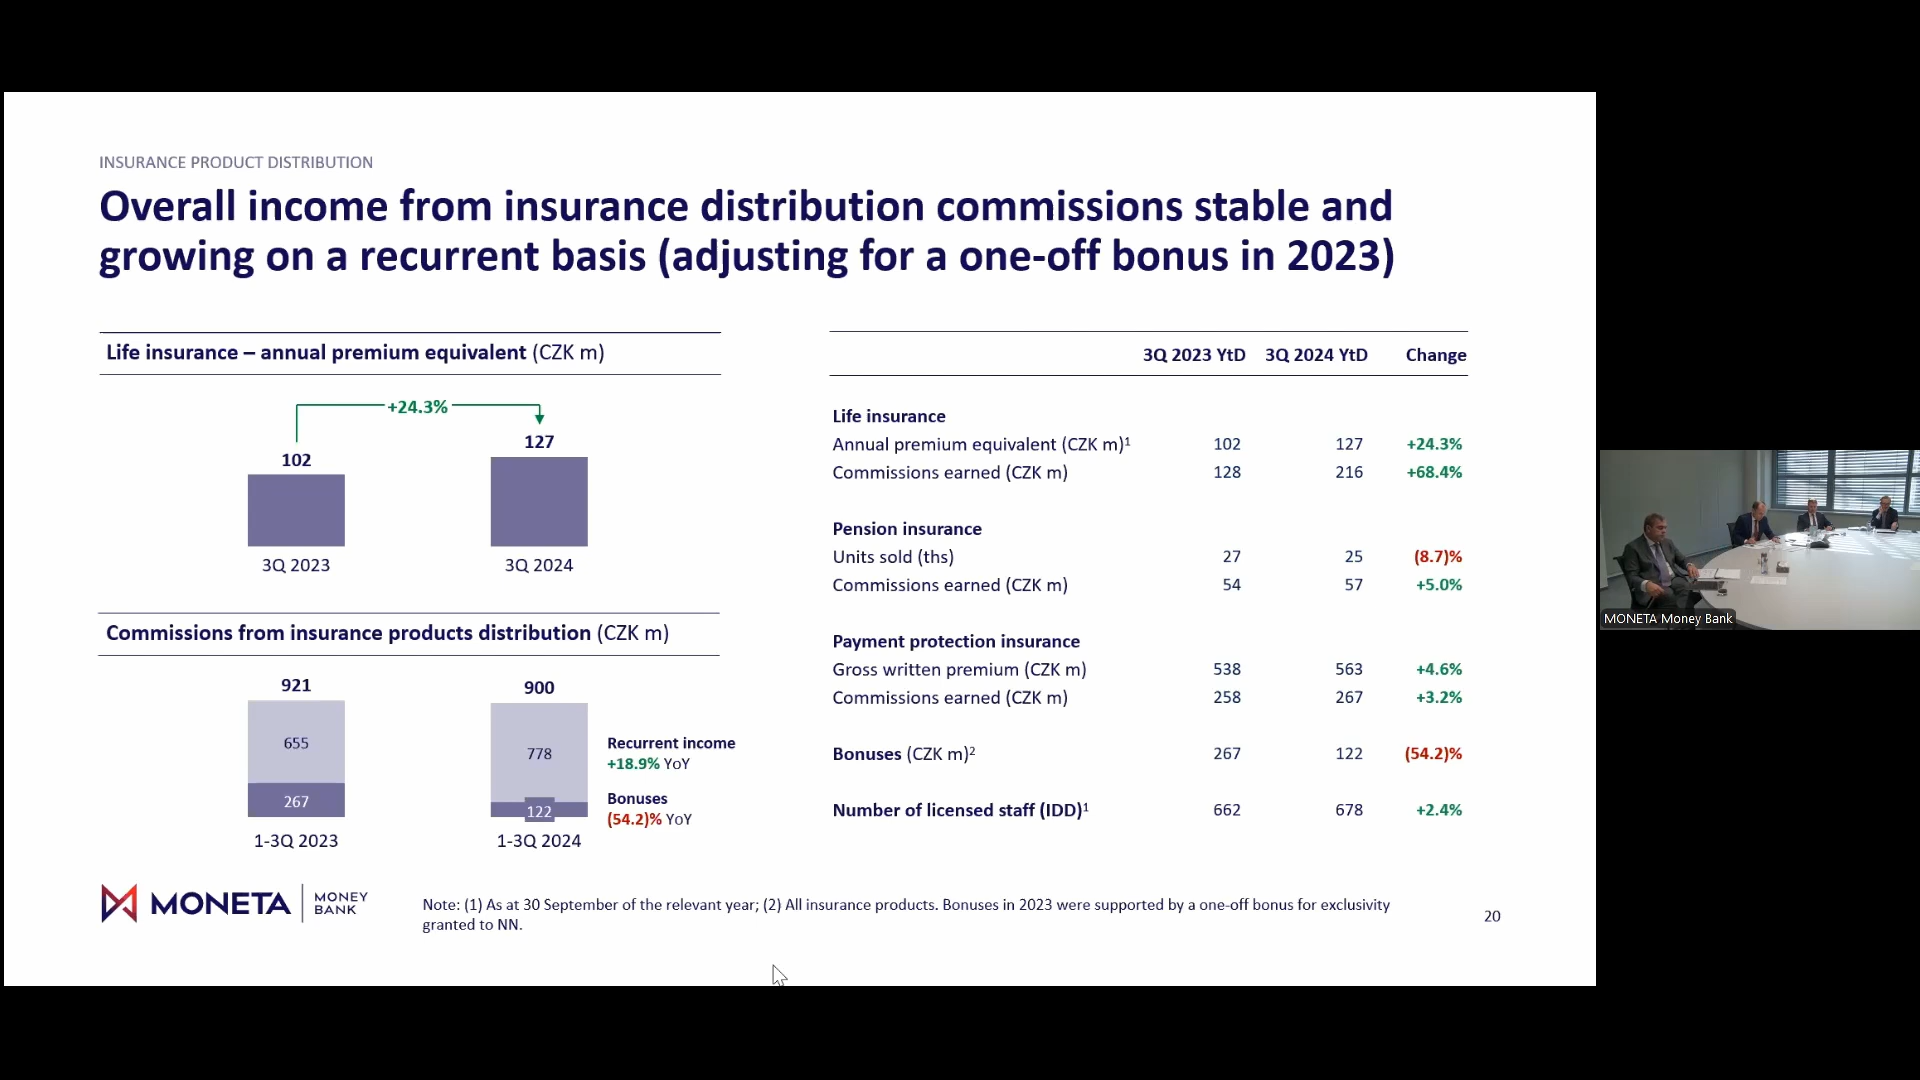 INSURANCE PRODUCT DISTRIBUTION
Overall income from insurance distribution commissions stable and
growing on a recurrent basis (adjusting for a one-off bonus in 2023)
Life insurance – annual premium equivalent (CZK m)
+24.3%
102
127
3Q 2023
3Q 2024
Commissions from insurance products distribution (CZK m)
921
900
655
778
267
122
Recurrent income
+18.9% YoY
Bonuses
(54.2)% YoY
1-3Q 2023
1-3Q 2024
3Q 2023 YtD 3Q 2024 YtD Change
Life insurance
Annual premium equivalent (CZK m)¹ 102 127 +24.3%
Commissions earned (CZK m) 128 216 +68.4%
Pension insurance
Units sold (ths) 27 25 (8.7)%
Commissions earned (CZK m) 54 57 +5.0%
Payment protection insurance
Gross written premium (CZK m) 538 563 +4.6%
Commissions earned (CZK m) 258 267 +3.2%
Bonuses (CZK m)² 267 122 (54.2)%
Number of licensed staff (IDD)¹ 662 678 +2.4%
MONETA MONEY
BANK
Note: (1) As at 30 September of the relevant year; (2) All insurance products. Bonuses in 2023 were supported by a one-off bonus for exclusivity
granted to NN.
20
MONETA Money Bank